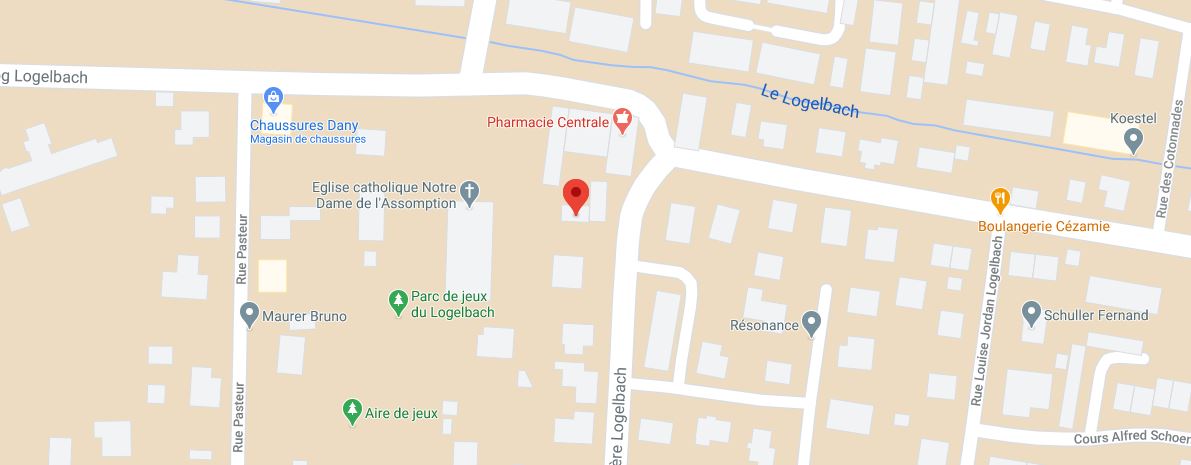 g Logelbach
Chaussures Dany
Magasin de chaussures
Pharmacie Centrale
Le Logelbach
Koestel
Rue des Cotonnades
Eglise catholique Notre
Dame de l'Assomption
Boulangerie Cézamie
Rue Pasteur
Parc de jeux
du Logelbach
Maurer Bruno
Résonance
Rue Louise Jordan Logelbach
Schuller Fernand
Rue Pasteur
Aire de jeux
ère Logelbach
Cours Alfred Schoer